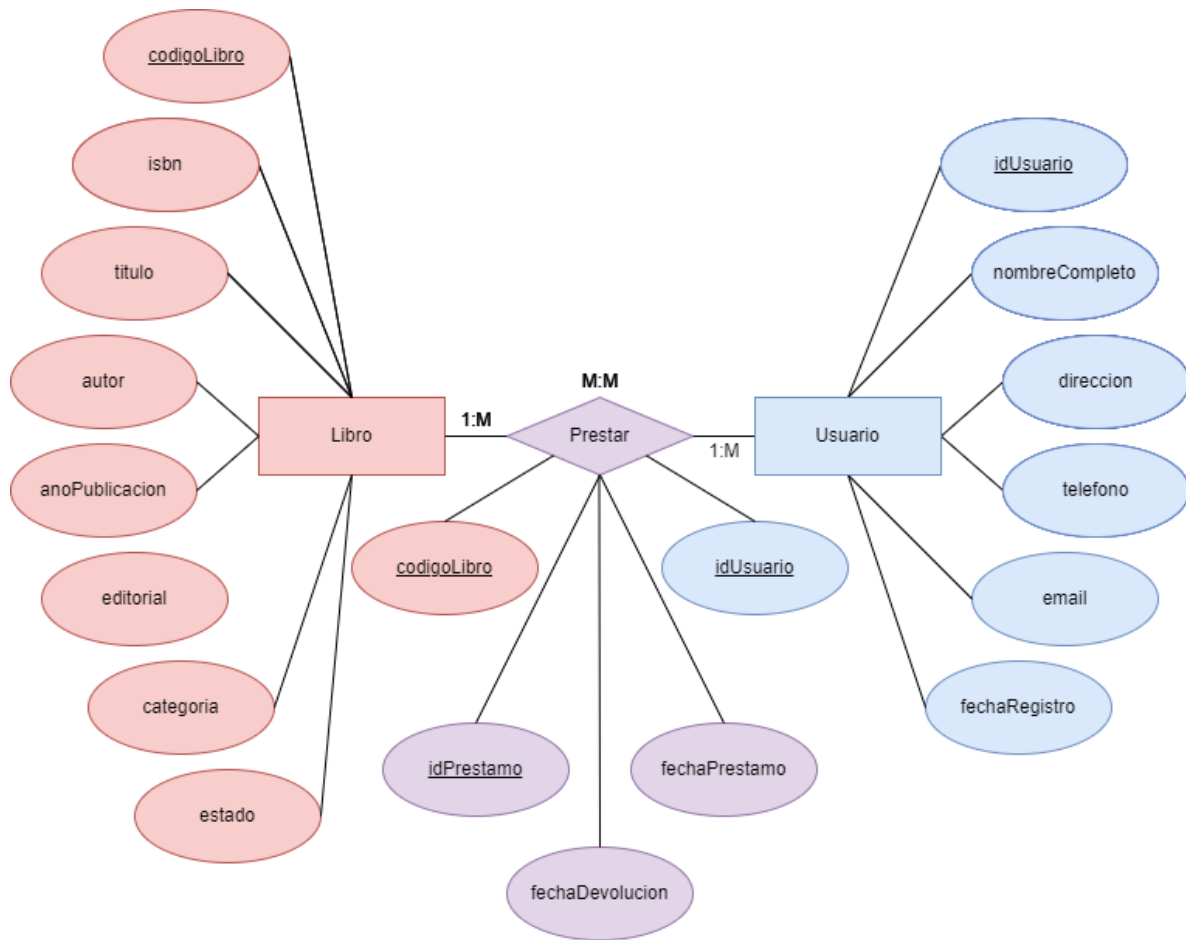 codigoLibro
isbn
titulo
autor
anoPublicacion
editorial
categoria
estado
Libro
1:M
M:M
Prestar
1:M
Usuario
codigoLibro
idUsuario
idPrestamo
fechaPrestamo
fechaDevolucion
idUsuario
nombreCompleto
direccion
telefono
email
fechaRegistro